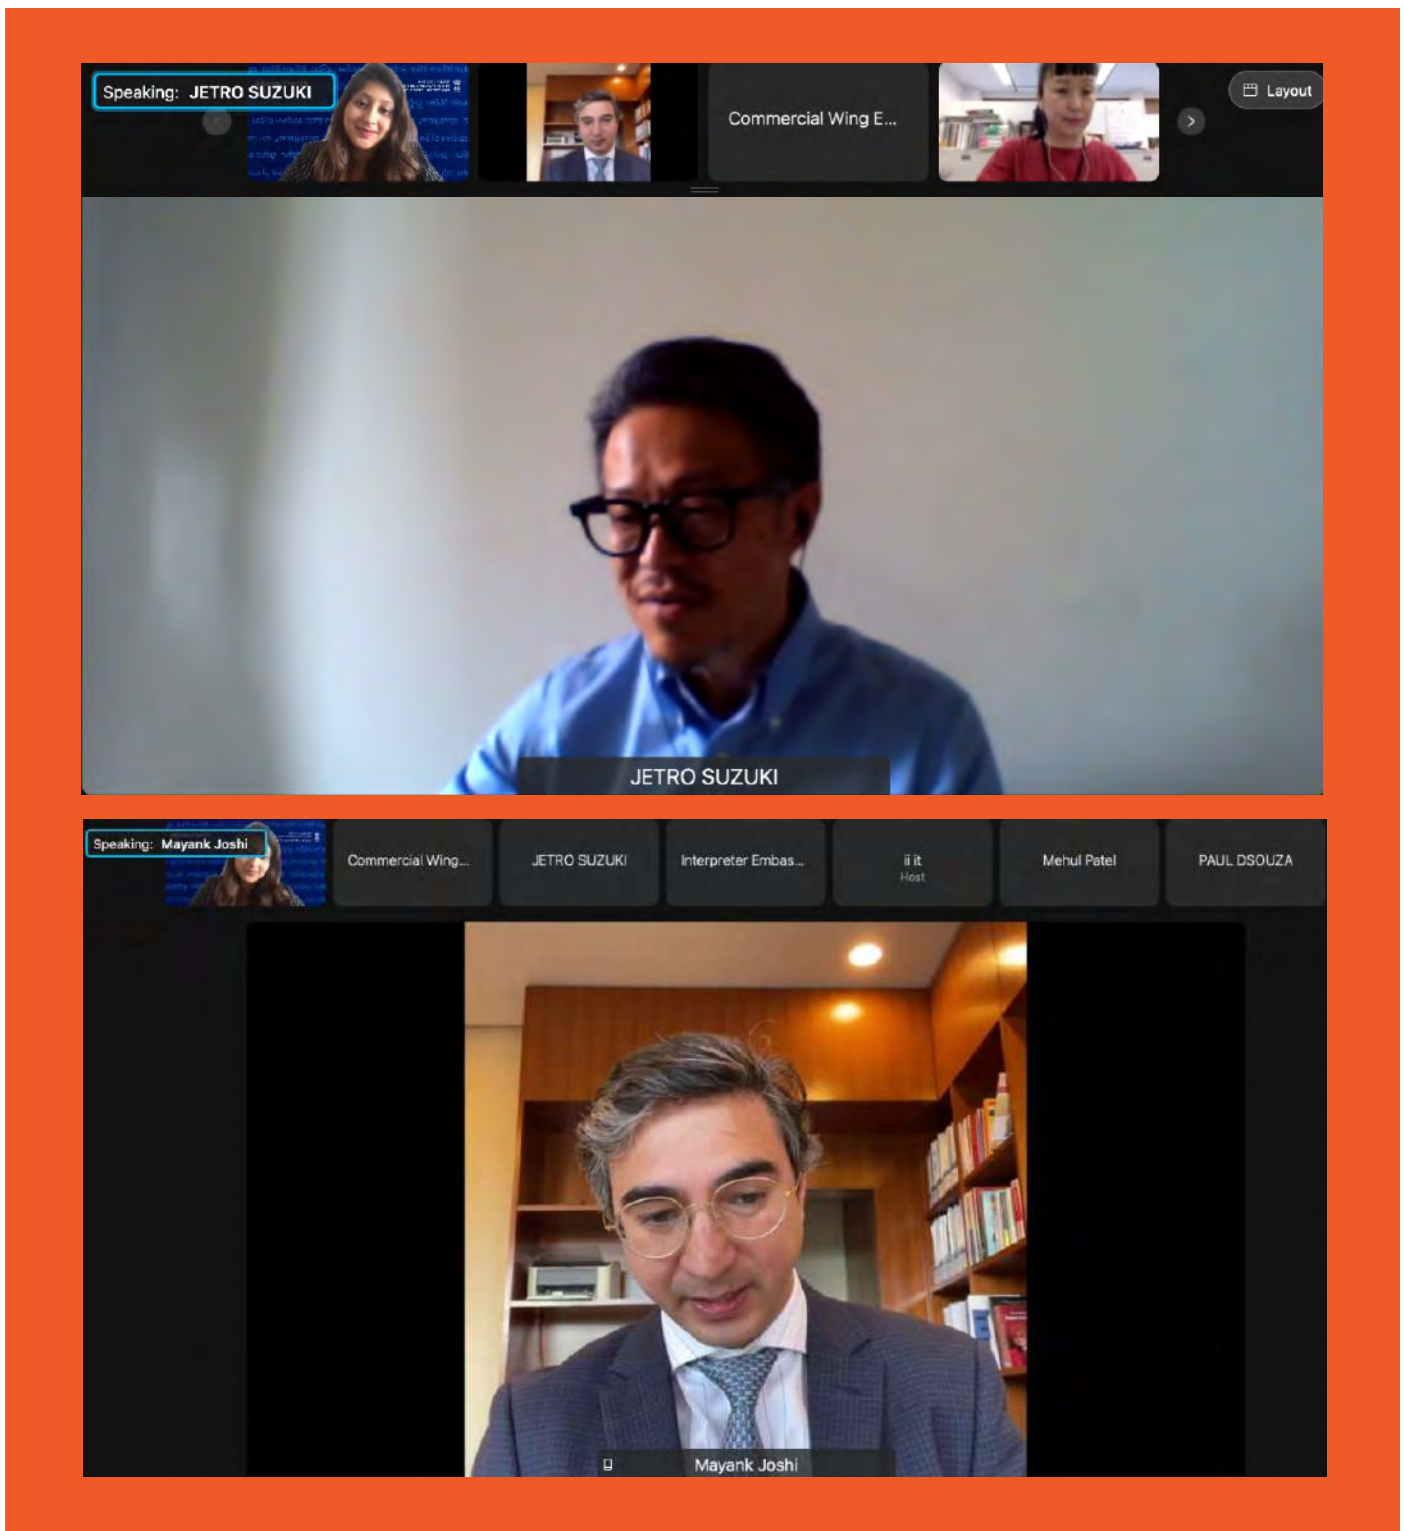 Speaking: JETRO SUZUKI
Commercial Wing E...
Layout
JETRO SUZUKI
Speaking: Mayank Joshi
Commercial Wing...
JETRO SUZUKI
Interpreter Embas...
ii it
Host
Mehul Patel
PAUL DSOUZA
Mayank Joshi